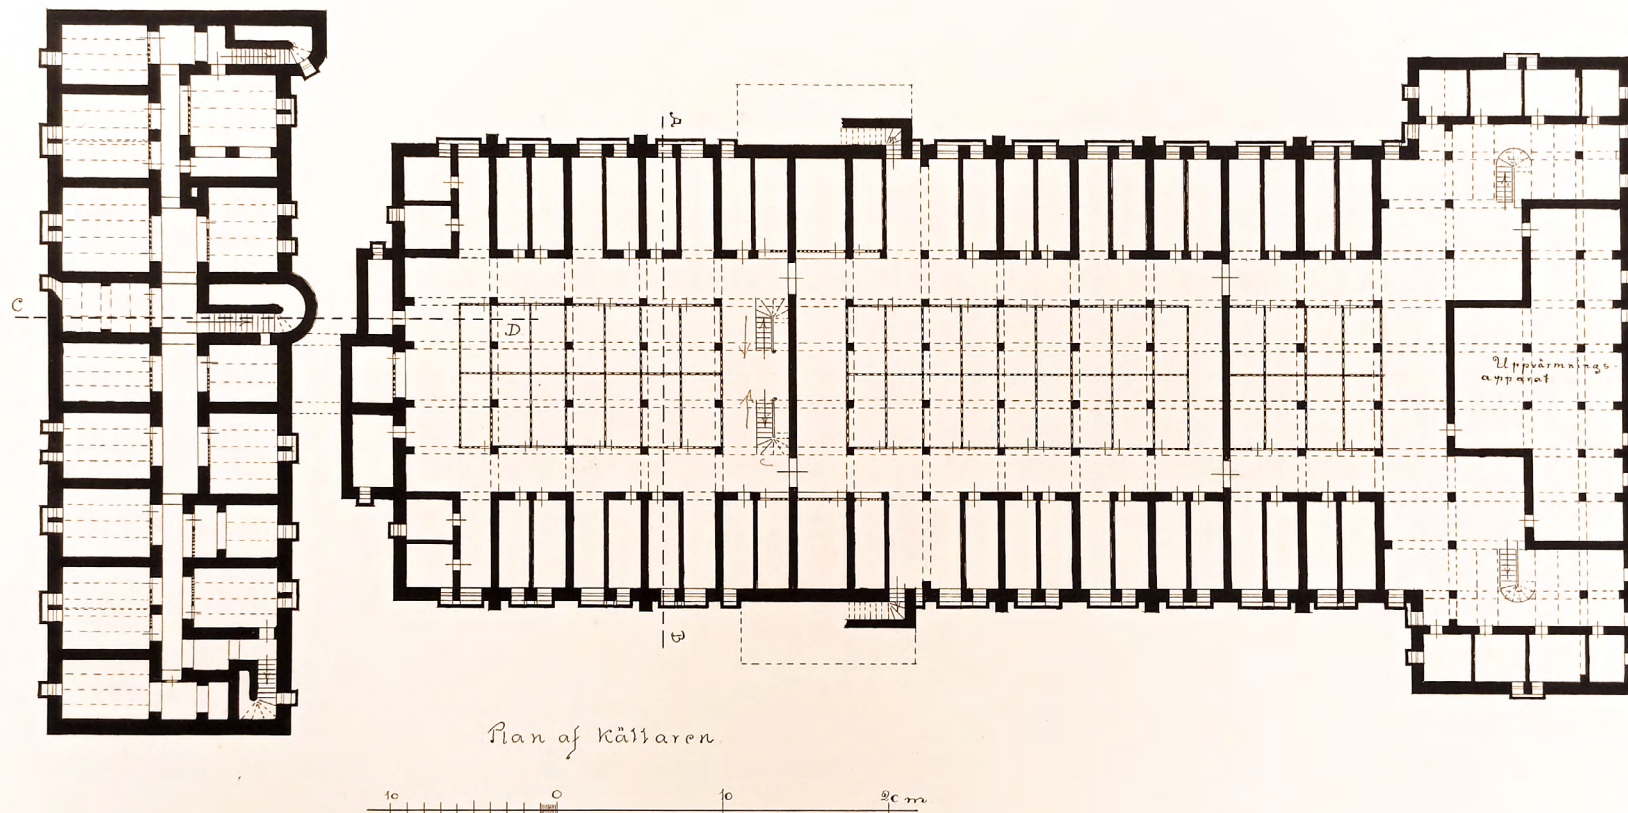 A
C
D
Uppvärmnings-
apparat
B
Plan af Källaren.
10 0 10 20 m